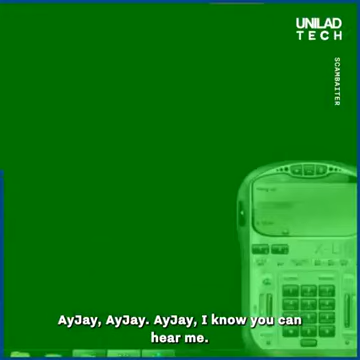 UNILAD
TECH
SCAMBAITER
AyJay, AyJay. AyJay, I know you can
hear me.